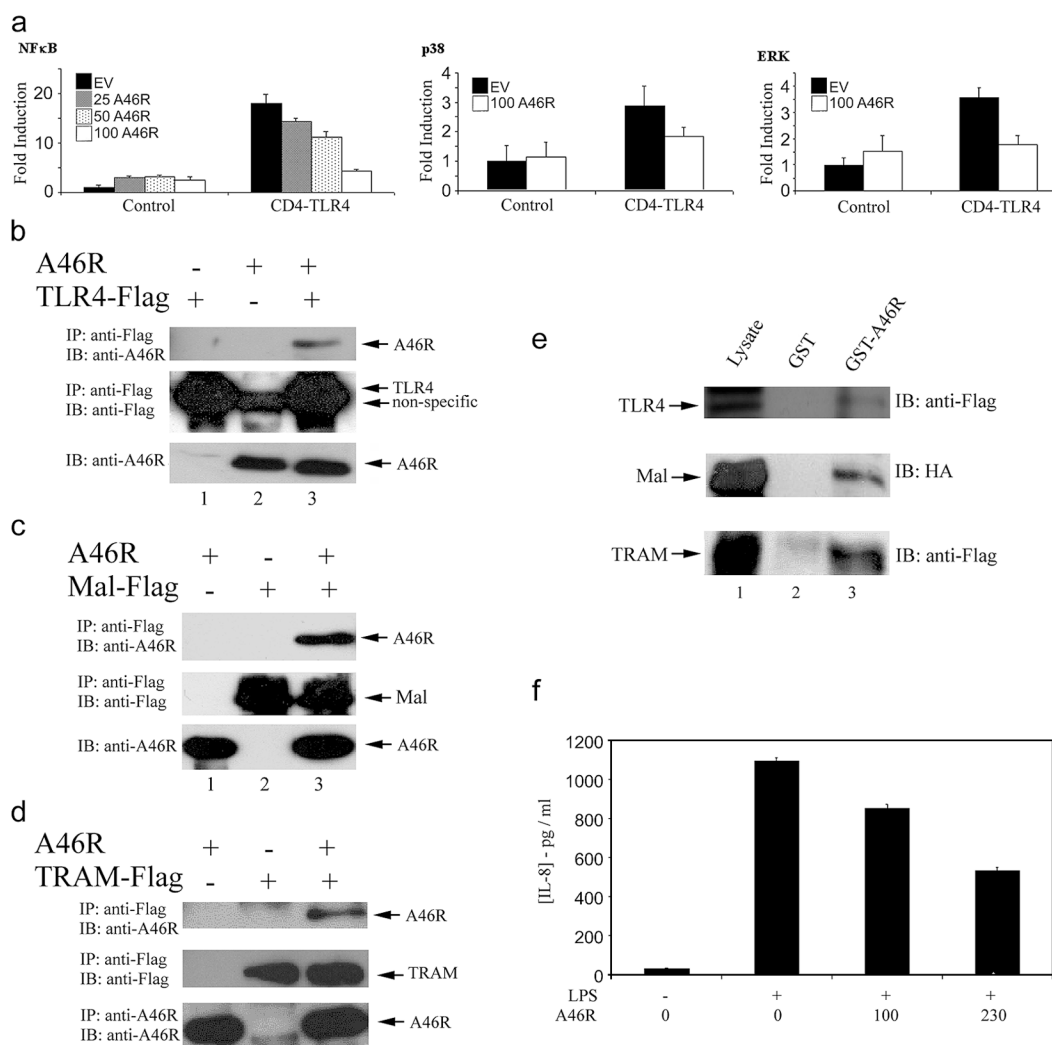 a
NFκB
EV
25 A46R
50 A46R
100 A46R
Fold Induction
20
10
0
Control
CD4-TLR4
p38
EV
100 A46R
Fold Induction
4
3
2
1
0
Control
CD4-TLR4
ERK
EV
100 A46R
Fold Induction
4
2
0
Control
CD4-TLR4
b
A46R - + +
TLR4-Flag + - +
IP: anti-Flag
IB: anti-A46R
A46R
IP: anti-Flag
IB: anti-Flag
TLR4
non-specific
IB: anti-A46R
A46R
1 2 3
c
A46R + - +
Mal-Flag - + +
IP: anti-Flag
IB: anti-A46R
A46R
IP: anti-Flag
IB: anti-Flag
Mal
IB: anti-A46R
A46R
1 2 3
d
A46R + - +
TRAM-Flag - + +
IP: anti-Flag
IB: anti-A46R
A46R
IP: anti-Flag
IB: anti-Flag
TRAM
IP: anti-A46R
IB: anti-A46R
A46R
e
Lysate
GST
GST-A46R
TLR4
IB: anti-Flag
Mal
IB: HA
TRAM
IB: anti-Flag
1 2 3
f
[IL-8] - pg / ml
1200
1000
800
600
400
200
0
LPS - + + +
A46R 0 0 100 230